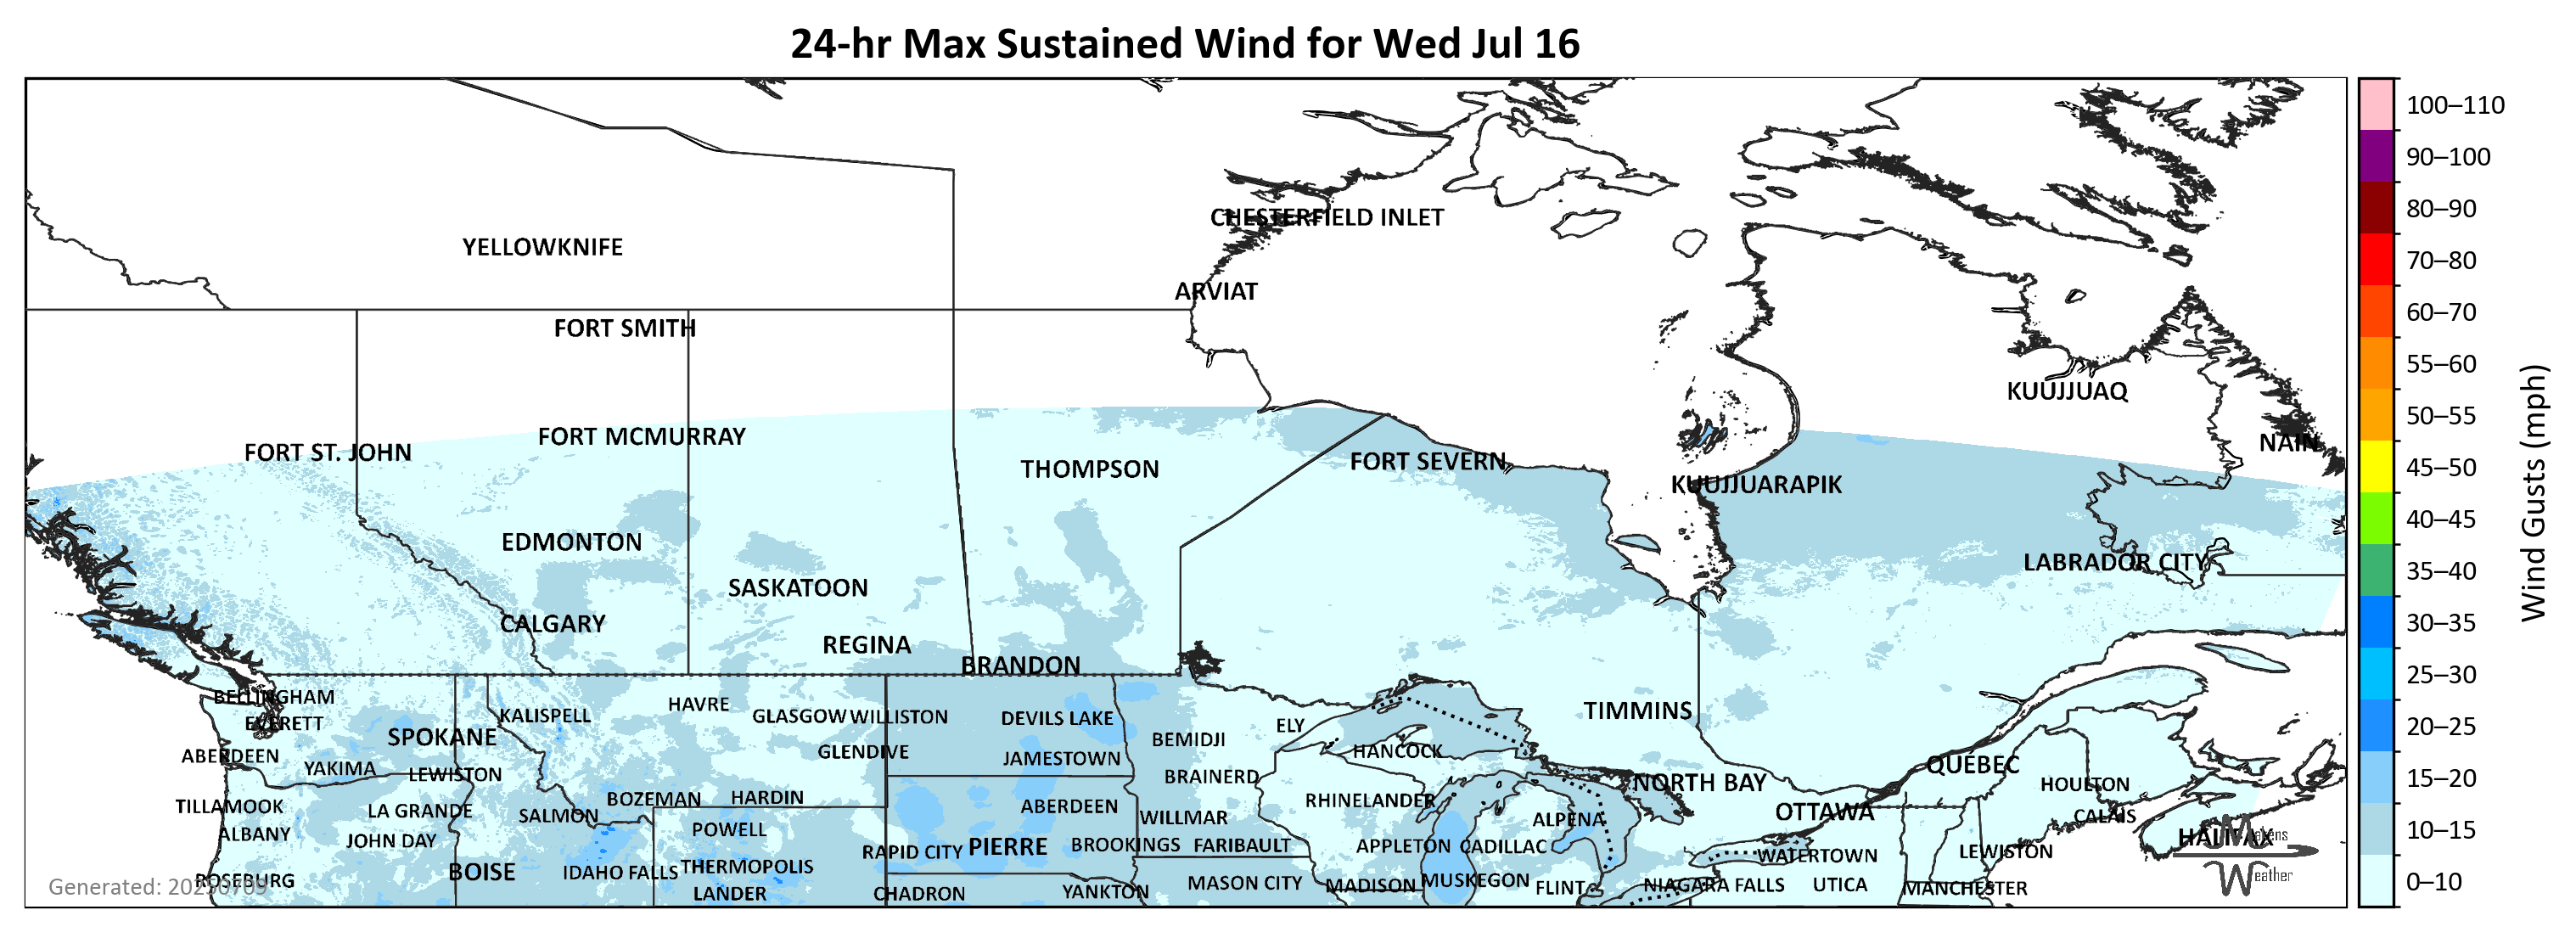 24-hr Max Sustained Wind for Wed Jul 16
100–110
90–100
80–90
70–80
60–70
55–60
50–55
45–50
40–45
35–40
30–35
25–30
20–25
15–20
10–15
0–10
Wind Gusts (mph)
CHESTERFIELD INLET
YELLOWKNIFE
ARVIAT
FORT SMITH
KUUJJUAQ
FORT MCMURRAY
NAIN
FORT ST. JOHN
FORT SEVERN
THOMPSON
KUUJJUARAPIK
EDMONTON
LABRADOR CITY
SASKATOON
CALGARY
REGINA
BRANDON
BELLINGHAM
HAVRE
TIMMINS
KALISPELL
GLASGOW
WILLISTON
DEVILS LAKE
EVERETT
ELY
SPOKANE
BEMIDJI
HANCOCK
GLENDIVE
ABERDEEN
JAMESTOWN
QUÉBEC
YAKIMA
LEWISTON
BRAINERD
NORTH BAY
HOULTON
BOZEMAN
HARDIN
RHINELANDER
TILLAMOOK
LA GRANDE
ABERDEEN
OTTAWA
SALMON
WILLMAR
CALAIS
ALPENA
POWELL
ALBANY
HALIFAX
JOHN DAY
BROOKINGS
FARIBAULT
APPLETON
CADILLAC
PIERRE
RAPID CITY
LEWISTON
WATERTOWN
THERMOPOLIS
BOISE
IDAHO FALLS
ROSEBURG
MUSKEGON
MASON CITY
MADISON
NIAGARA FALLS
UTICA
FLINT
MANCHESTER
YANKTON
LANDER
CHADRON
Generated: 20250709
Makens
Weather